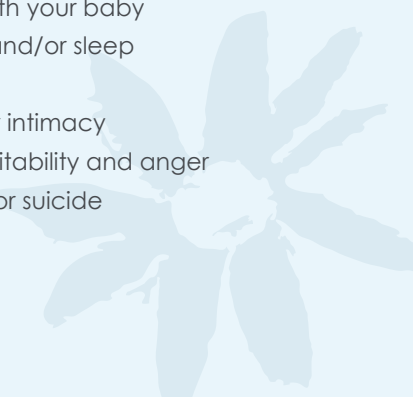 th your baby
nd/or sleep
intimacy
itability and anger
or suicide